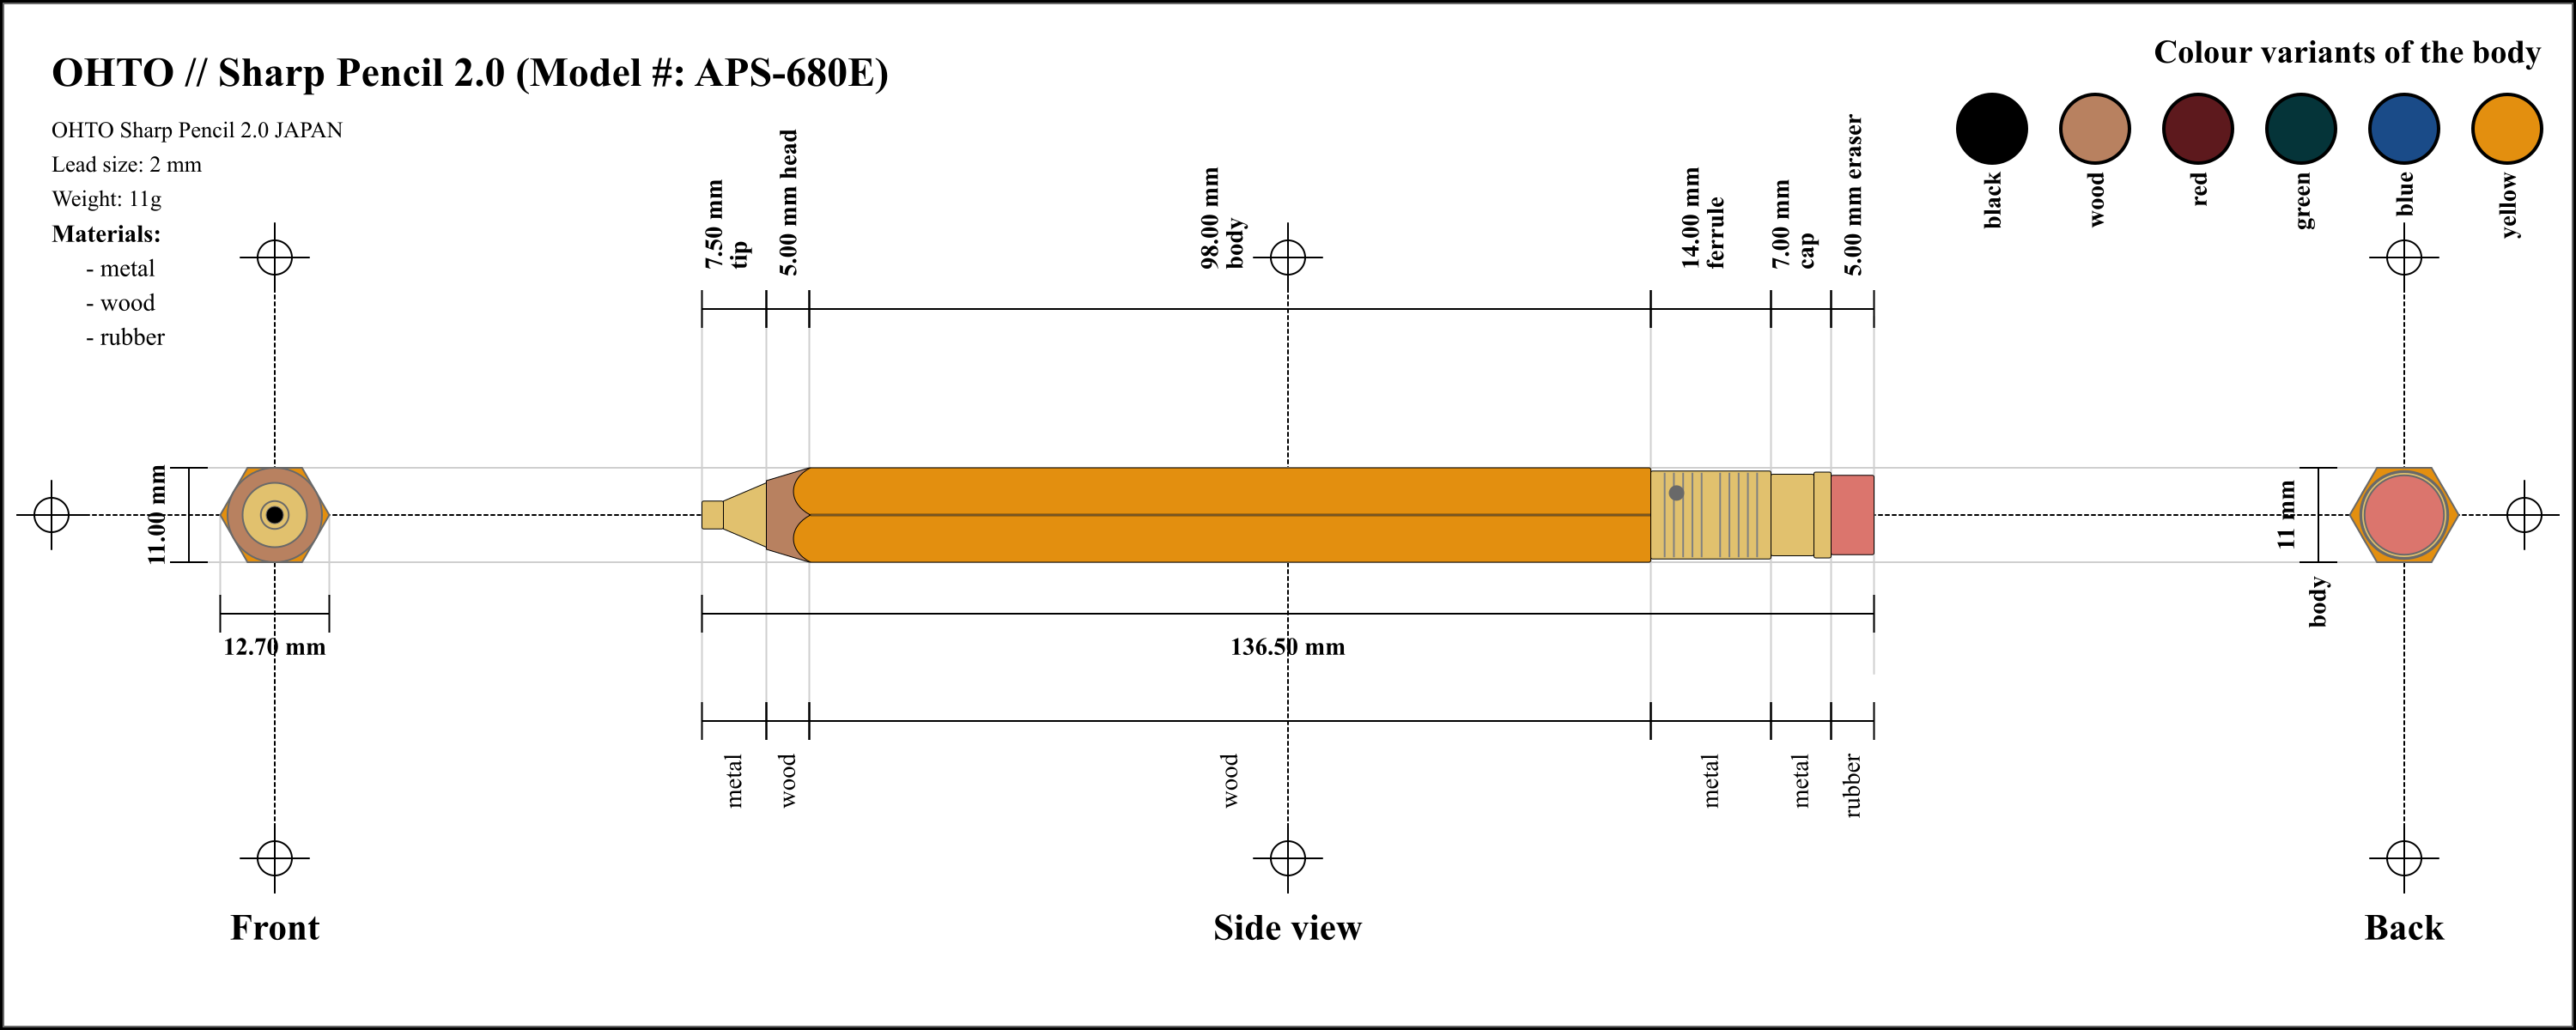 OHTO // Sharp Pencil 2.0 (Model #: APS-680E)
OHTO Sharp Pencil 2.0 JAPAN
Lead size: 2 mm
Weight: 11g
Materials:
- metal
- wood
- rubber
Colour variants of the body
black
wood
red
green
blue
yellow
7.50 mm
tip
5.00 mm head
98.00 mm
body
14.00 mm
ferrule
7.00 mm
cap
5.00 mm eraser
11.00 mm
12.70 mm
136.50 mm
11 mm
body
metal
wood
wood
metal
metal
rubber
Front
Side view
Back